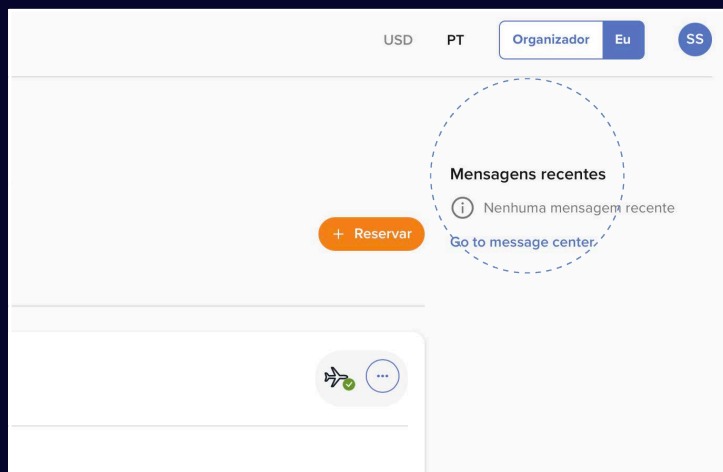 USD PT Organizador Eu SS
Mensagens recentes
Nenhuma mensagem recente
+ Reservar
Go to message center